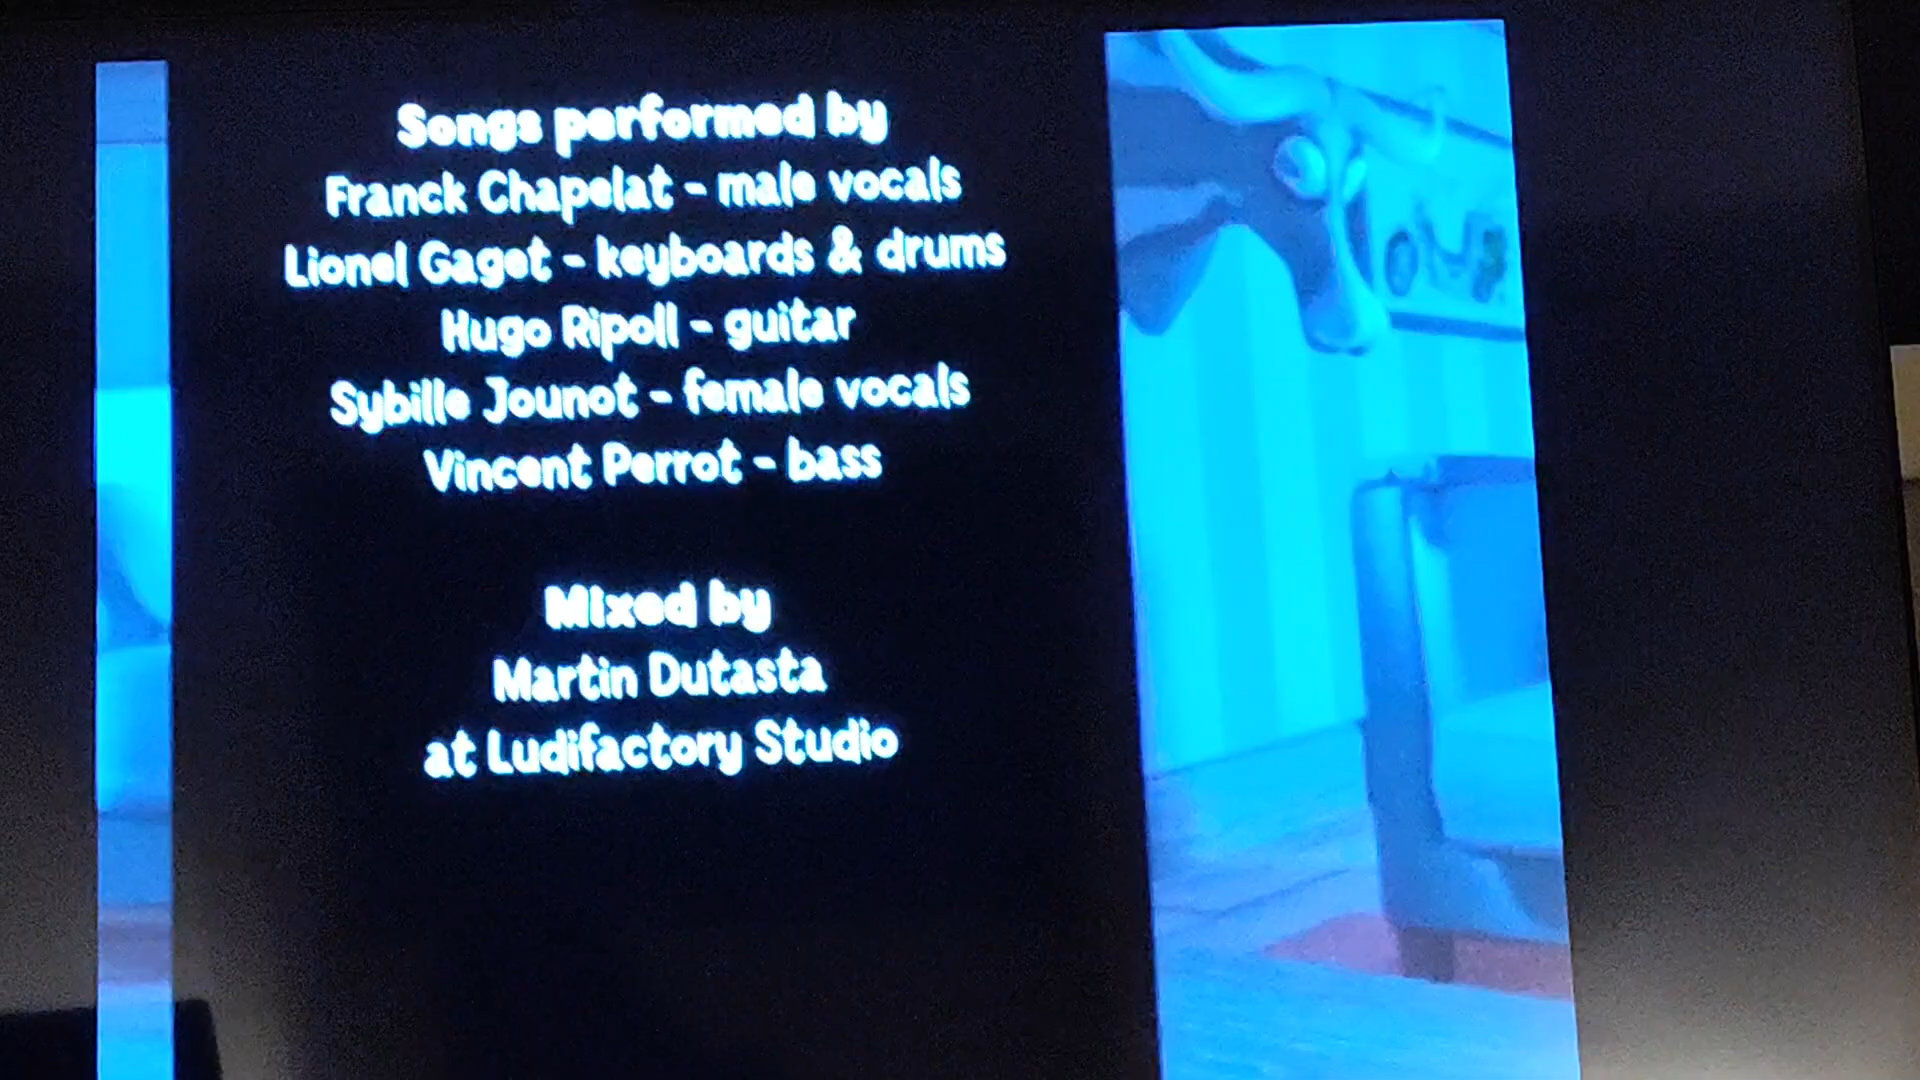 Songs performed by
Franck Chapelat - male vocals
Lionel Gaget - keyboards & drums
Hugo Ripoll - guitar
Sybille Jounot - female vocals
Vincent Perrot - bass
Mixed by
Martin Dutasta
at Ludifactory Studio